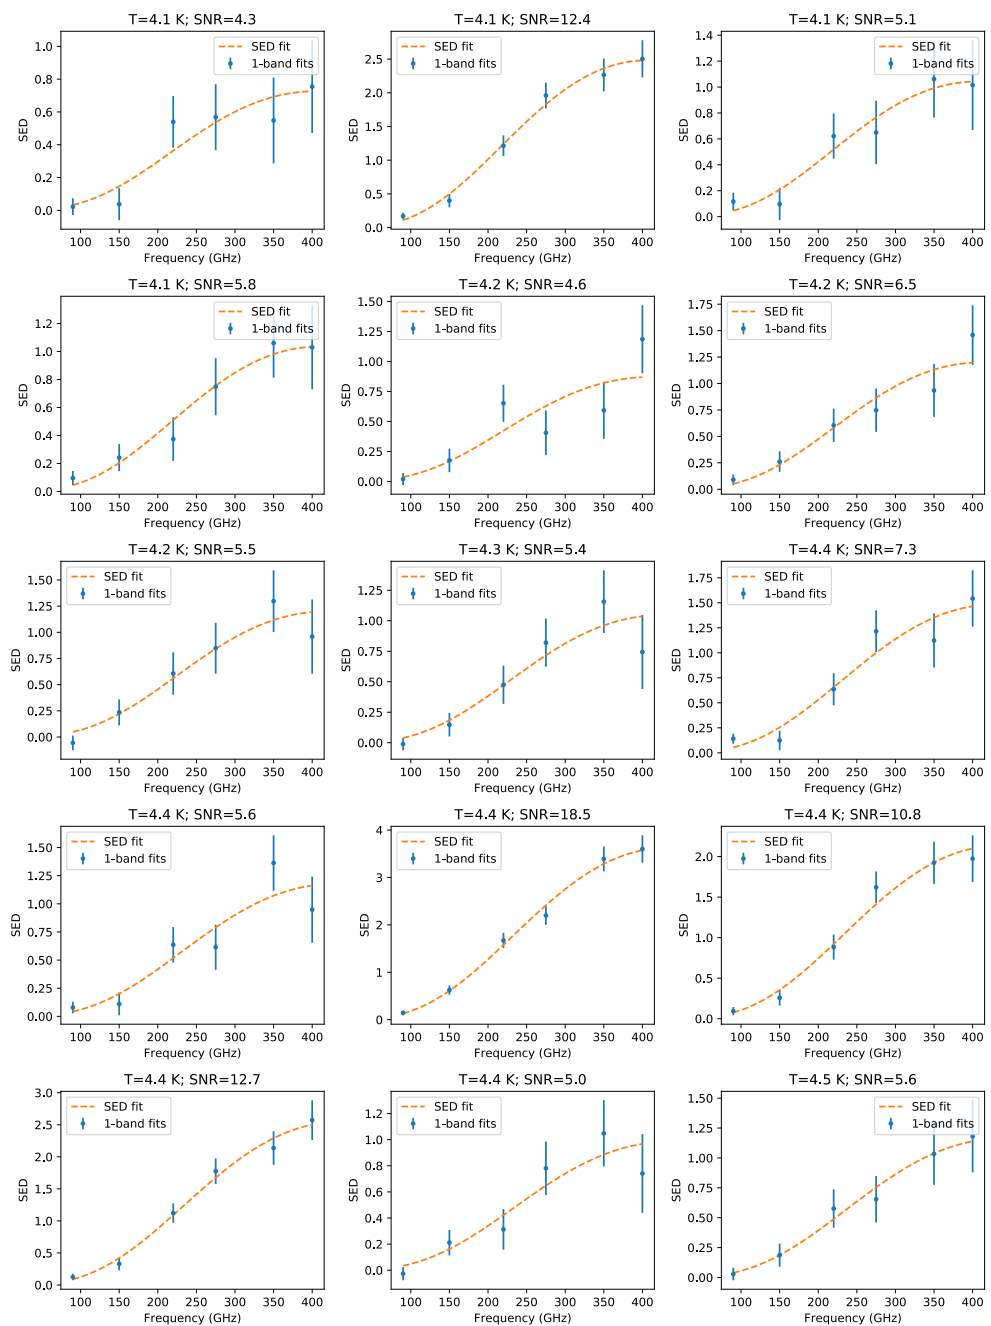 T=4.1 K; SNR=4.3
1.0
0.8
0.6
0.4
0.2
0.0
SED
SED fit
1-band fits
100 150 200 250 300 350 400
Frequency (GHz)
T=4.1 K; SNR=12.4
2.5
2.0
1.5
1.0
0.5
0.0
SED
SED fit
1-band fits
100 150 200 250 300 350 400
Frequency (GHz)
T=4.1 K; SNR=5.1
1.4
1.2
1.0
0.8
0.6
0.4
0.2
0.0
SED
SED fit
1-band fits
100 150 200 250 300 350 400
Frequency (GHz)
T=4.1 K; SNR=5.8
1.2
1.0
0.8
0.6
0.4
0.2
0.0
SED
SED fit
1-band fits
100 150 200 250 300 350 400
Frequency (GHz)
T=4.2 K; SNR=4.6
1.50
1.25
1.00
0.75
0.50
0.25
0.00
SED
SED fit
1-band fits
100 150 200 250 300 350 400
Frequency (GHz)
T=4.2 K; SNR=6.5
1.75
1.50
1.25
1.00
0.75
0.50
0.25
0.00
SED
SED fit
1-band fits
100 150 200 250 300 350 400
Frequency (GHz)
T=4.2 K; SNR=5.5
1.50
1.25
1.00
0.75
0.50
0.25
0.00
SED
SED fit
1-band fits
100 150 200 250 300 350 400
Frequency (GHz)
T=4.3 K; SNR=5.4
1.25
1.00
0.75
0.50
0.25
0.00
SED
SED fit
1-band fits
100 150 200 250 300 350 400
Frequency (GHz)
T=4.4 K; SNR=7.3
1.75
1.50
1.25
1.00
0.75
0.50
0.25
0.00
SED
SED fit
1-band fits
100 150 200 250 300 350 400
Frequency (GHz)
T=4.4 K; SNR=5.6
1.50
1.25
1.00
0.75
0.50
0.25
0.00
SED
SED fit
1-band fits
100 150 200 250 300 350 400
Frequency (GHz)
T=4.4 K; SNR=18.5
4
3
2
1
0
SED
SED fit
1-band fits
100 150 200 250 300 350 400
Frequency (GHz)
T=4.4 K; SNR=10.8
2.0
1.5
1.0
0.5
0.0
SED
SED fit
1-band fits
100 150 200 250 300 350 400
Frequency (GHz)
T=4.4 K; SNR=12.7
3.0
2.5
2.0
1.5
1.0
0.5
0.0
SED
SED fit
1-band fits
100 150 200 250 300 350 400
Frequency (GHz)
T=4.4 K; SNR=5.0
1.2
1.0
0.8
0.6
0.4
0.2
0.0
SED
SED fit
1-band fits
100 150 200 250 300 350 400
Frequency (GHz)
T=4.5 K; SNR=5.6
1.50
1.25
1.00
0.75
0.50
0.25
0.00
SED
SED fit
1-band fits
100 150 200 250 300 350 400
Frequency (GHz)